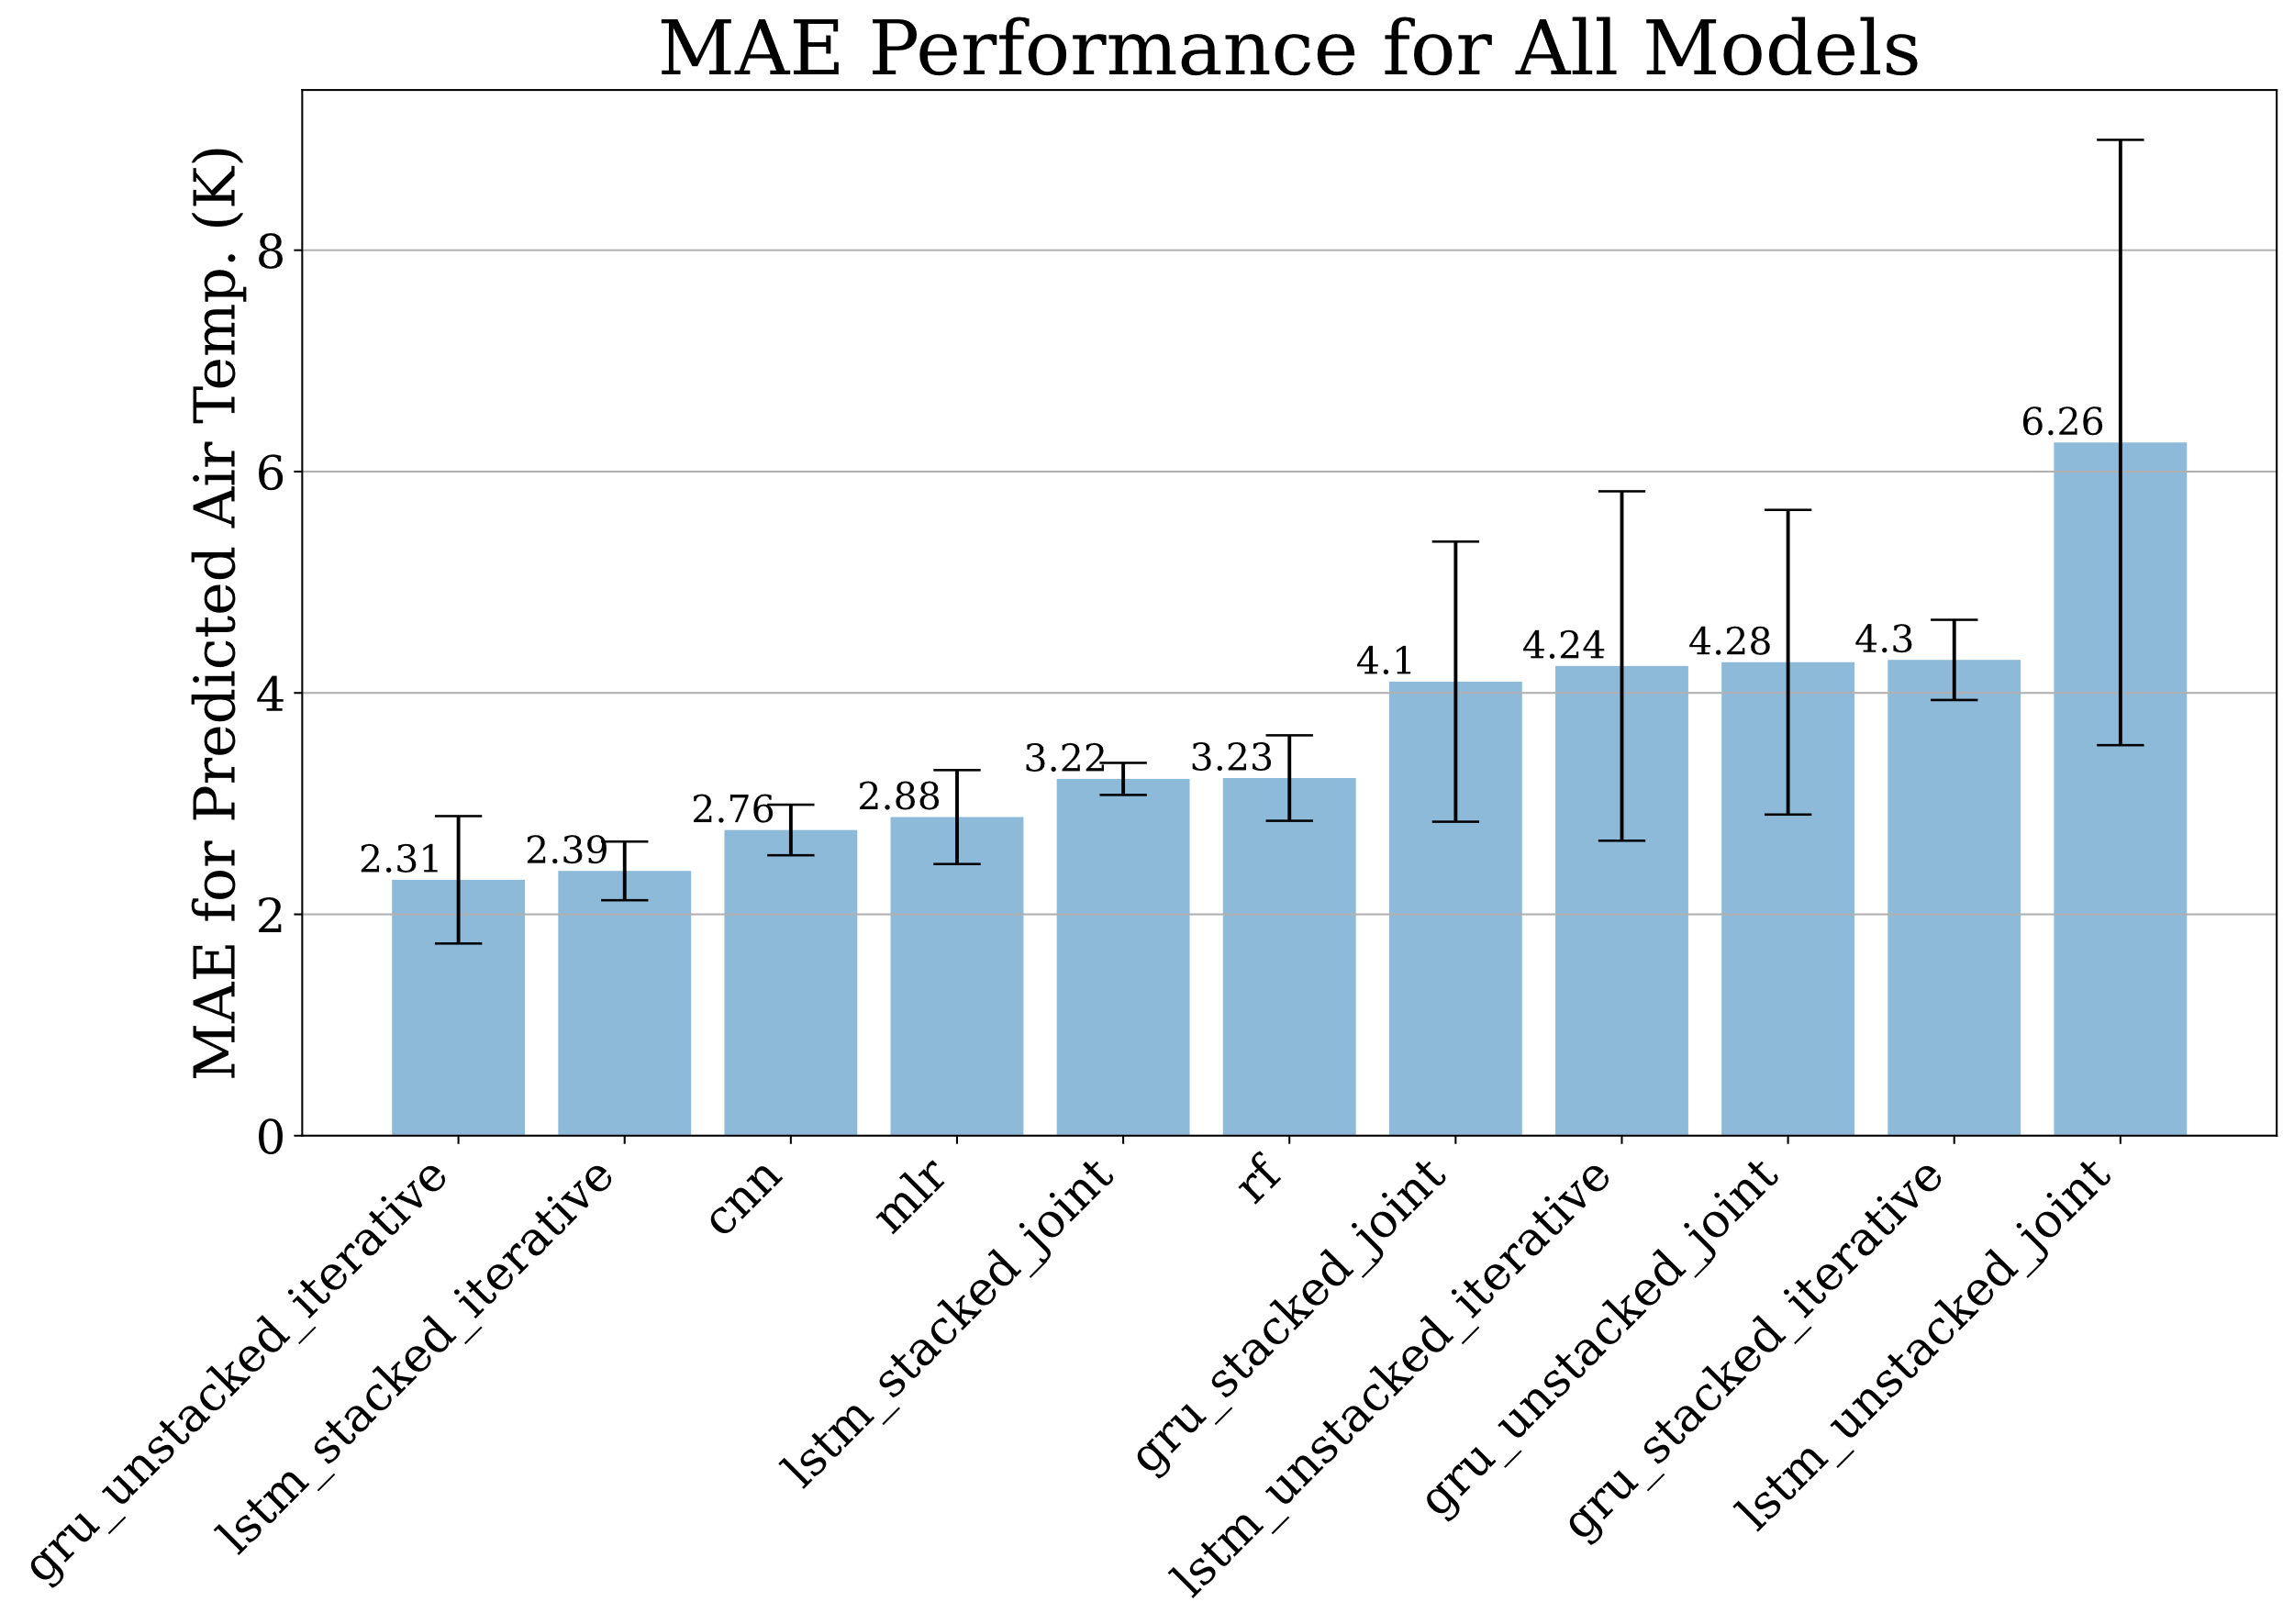 MAE Performance for All Models
MAE for Predicted Air Temp. (K)
8
6
4
2
0
2.31
2.39
2.76
2.88
3.22
3.23
4.1
4.24
4.28
4.3
6.26
gru_unstacked_iterative
lstm_stacked_iterative
cnn
mlr
lstm_stacked_joint
rf
gru_stacked_joint
lstm_unstacked_iterative
gru_unstacked_joint
gru_stacked_iterative
lstm_unstacked_joint